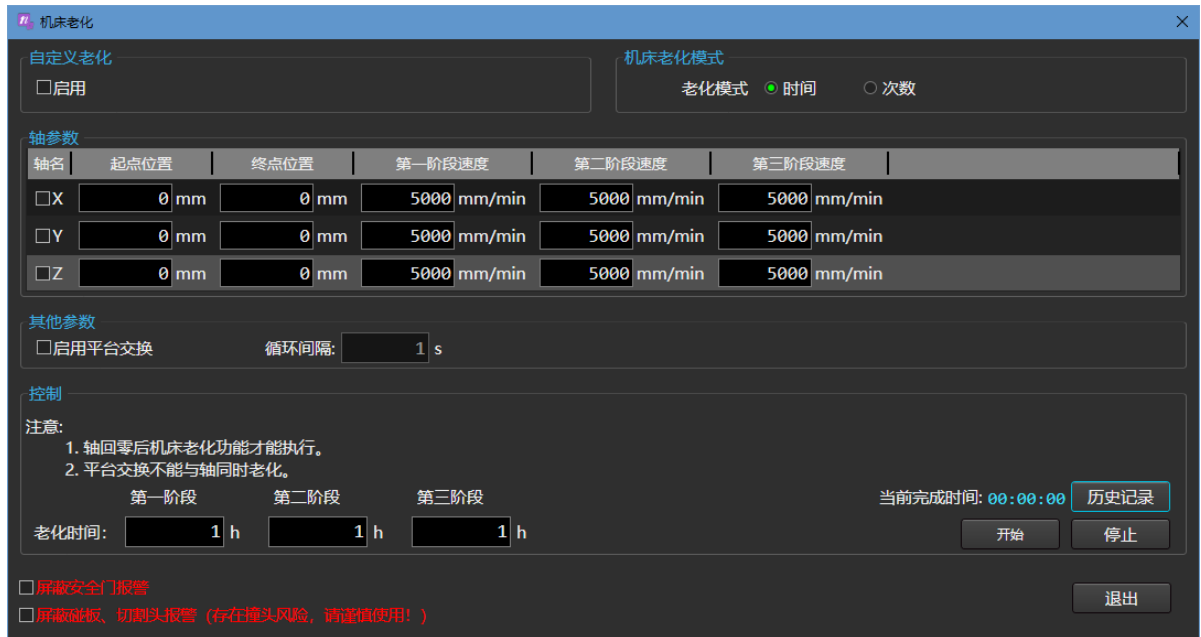 机床老化
自定义老化
机床老化模式
启用
老化模式 时间 次数
轴参数
轴名 起点位置 终点位置 第一阶段速度 第二阶段速度 第三阶段速度
X 0 mm 0 mm 5000 mm/min 5000 mm/min 5000 mm/min
Y 0 mm 0 mm 5000 mm/min 5000 mm/min 5000 mm/min
Z 0 mm 0 mm 5000 mm/min 5000 mm/min 5000 mm/min
其他参数
启用平台交换 循环间隔: 1 s
控制
注意:
1. 轴回零后机床老化功能才能执行。
2. 平台交换不能与轴同时老化。
第一阶段 第二阶段 第三阶段
当前完成时间: 00:00:00 历史记录
老化时间: 1 h 1 h 1 h
开始 停止
屏蔽安全门报警
屏蔽碰板、切割头报警（存在撞头风险，请谨慎使用！）
退出